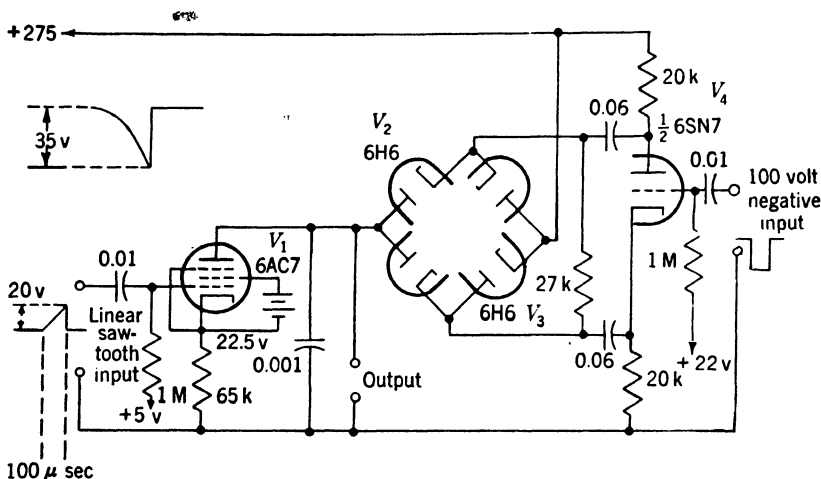 +275
35 v
V2
6H6
0.06
20 k
V4
1/2 6SN7
0.01
100 volt
negative
input
V1
6AC7
0.01
20 v
Linear
saw-
tooth
input
22.5 v
0.001
27 k
6H6
V3
1 M
0.06
Output
1 M
+5 v
65 k
20 k
+22 v
100 μ sec